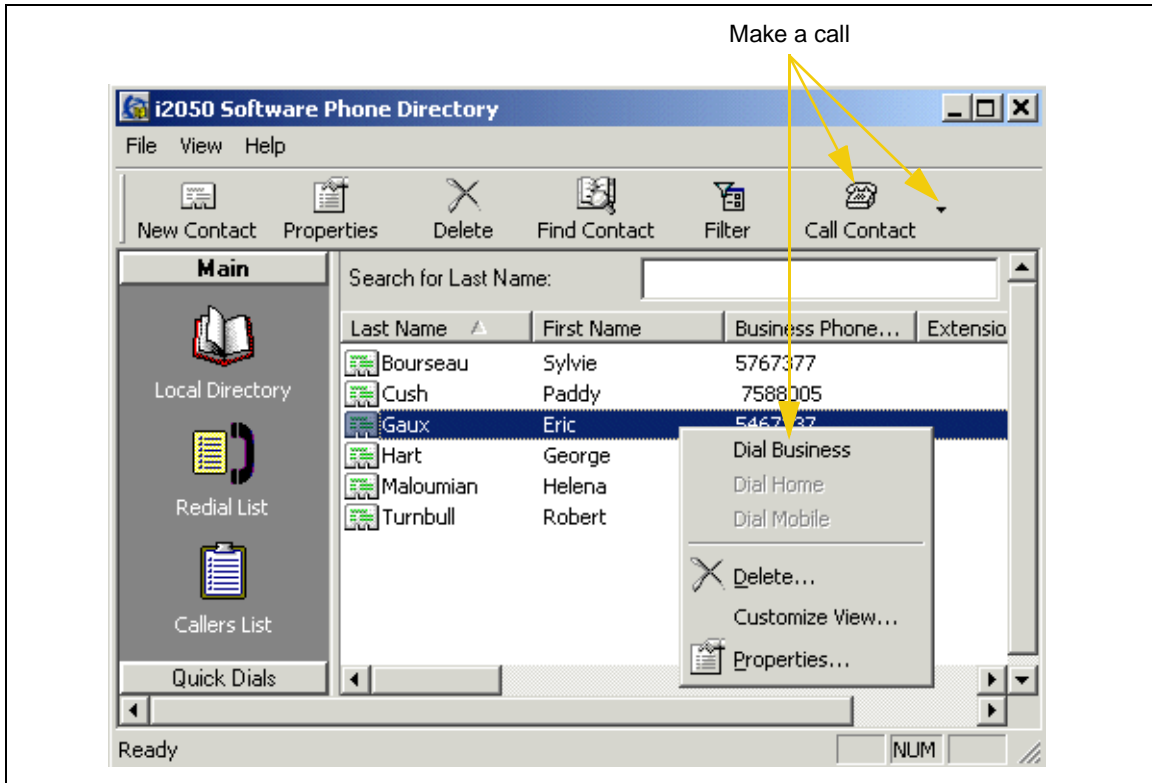 Make a call
i2050 Software Phone Directory
File View Help
New Contact Properties Delete Find Contact Filter Call Contact
Main
Search for Last Name:
Last Name First Name Business Phone... Extensio
Bourseau Sylvie 5767377
Cush Paddy 7588005
Gaux Eric
Hart George
Maloumian Helena
Turnbull Robert
Local Directory
Redial List
Callers List
Quick Dials
Dial Business
Dial Home
Dial Mobile
Delete...
Customize View...
Properties...
Ready NUM